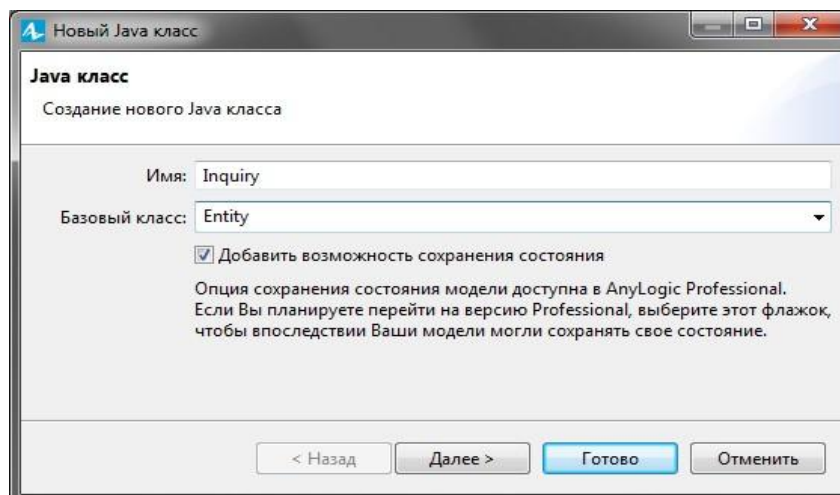 Новый Java класс
Java класс
Создание нового Java класса
Имя: Inquiry
Базовый класс: Entity
Добавить возможность сохранения состояния
Опция сохранения состояния модели доступна в AnyLogic Professional.
Если Вы планируете перейти на версию Professional, выберите этот флажок,
чтобы впоследствии Ваши модели могли сохранять свое состояние.
< Назад Далее > Готово Отменить